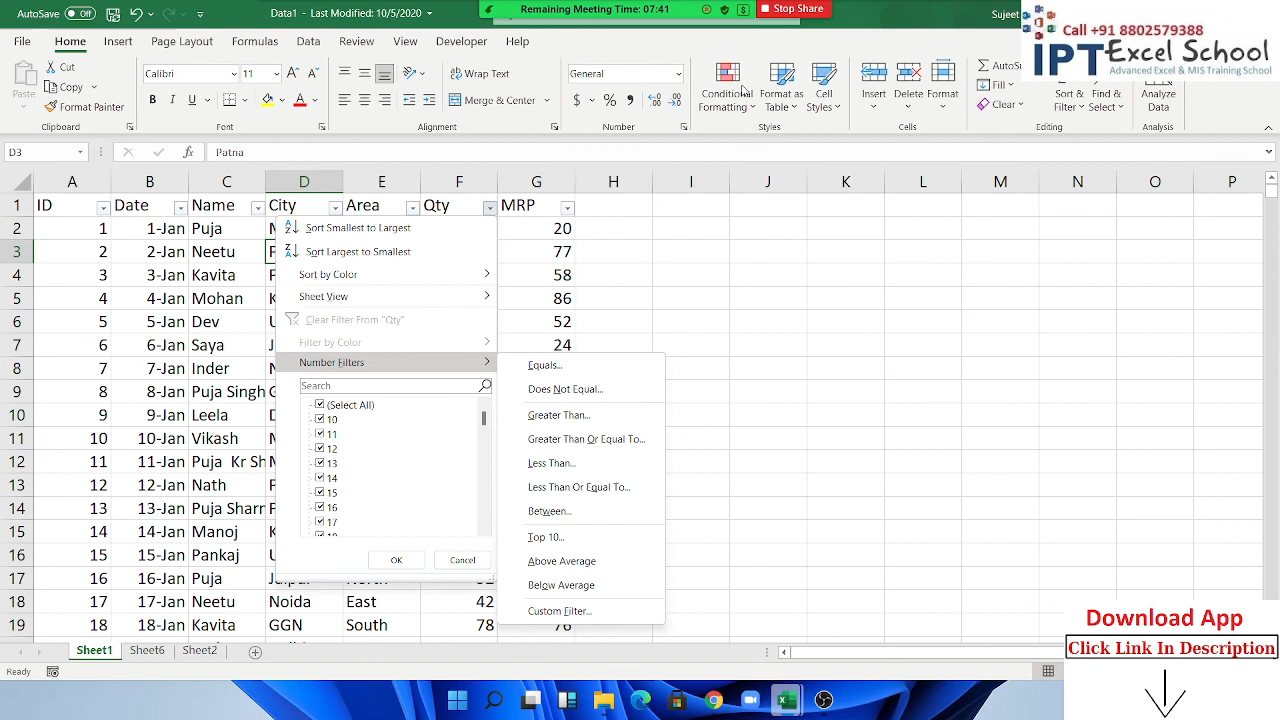 AutoSave Off
Data1 - Last Modified: 10/5/2020
Remaining Meeting Time: 07:41
Stop Share
Sujeet
Call +91 8802579388
IPT Excel School
Advanced Excel & MIS Training School
File Home Insert Page Layout Formulas Data Review View Developer Help
Paste
Cut
Copy
Format Painter
Clipboard
Calibri 11
B I U
Font
Wrap Text
Merge & Center
Alignment
General
$ % 9
Number
Conditional Formatting
Format as Table
Cell Styles
Styles
Insert Delete Format
Cells
Fill
Clear
Sort & Filter
Find & Select
Editing
Analyze Data
Analysis
D3 fx Patna
A B C D E F G H I J K L M N O P
1 ID Date Name City Area Qty MRP
2 1 1-Jan Puja 20
3 2 2-Jan Neetu 77
4 3 3-Jan Kavita 58
5 4 4-Jan Mohan 86
6 5 5-Jan Dev 52
7 6 6-Jan Saya 24
8 7 7-Jan Inder
9 8 8-Jan Puja Singh
10 9 9-Jan Leela
11 10 10-Jan Vikash
12 11 11-Jan Puja Kr Sh
13 12 12-Jan Nath
14 13 13-Jan Puja Sharm
15 14 14-Jan Manoj
16 15 15-Jan Pankaj
17 16 16-Jan Puja Jaipur North
18 17 17-Jan Neetu Noida East 42
19 18 18-Jan Kavita GGN South 78 76
Sort Smallest to Largest
Sort Largest to Smallest
Sort by Color
Sheet View
Clear Filter From "Qty"
Filter by Color
Number Filters
Search
(Select All)
10
11
12
13
14
15
16
17
OK Cancel
Equals...
Does Not Equal...
Greater Than...
Greater Than Or Equal To...
Less Than...
Less Than Or Equal To...
Between...
Top 10...
Above Average
Below Average
Custom Filter...
Sheet1 Sheet6 Sheet2
Ready
Download App
Click Link In Description